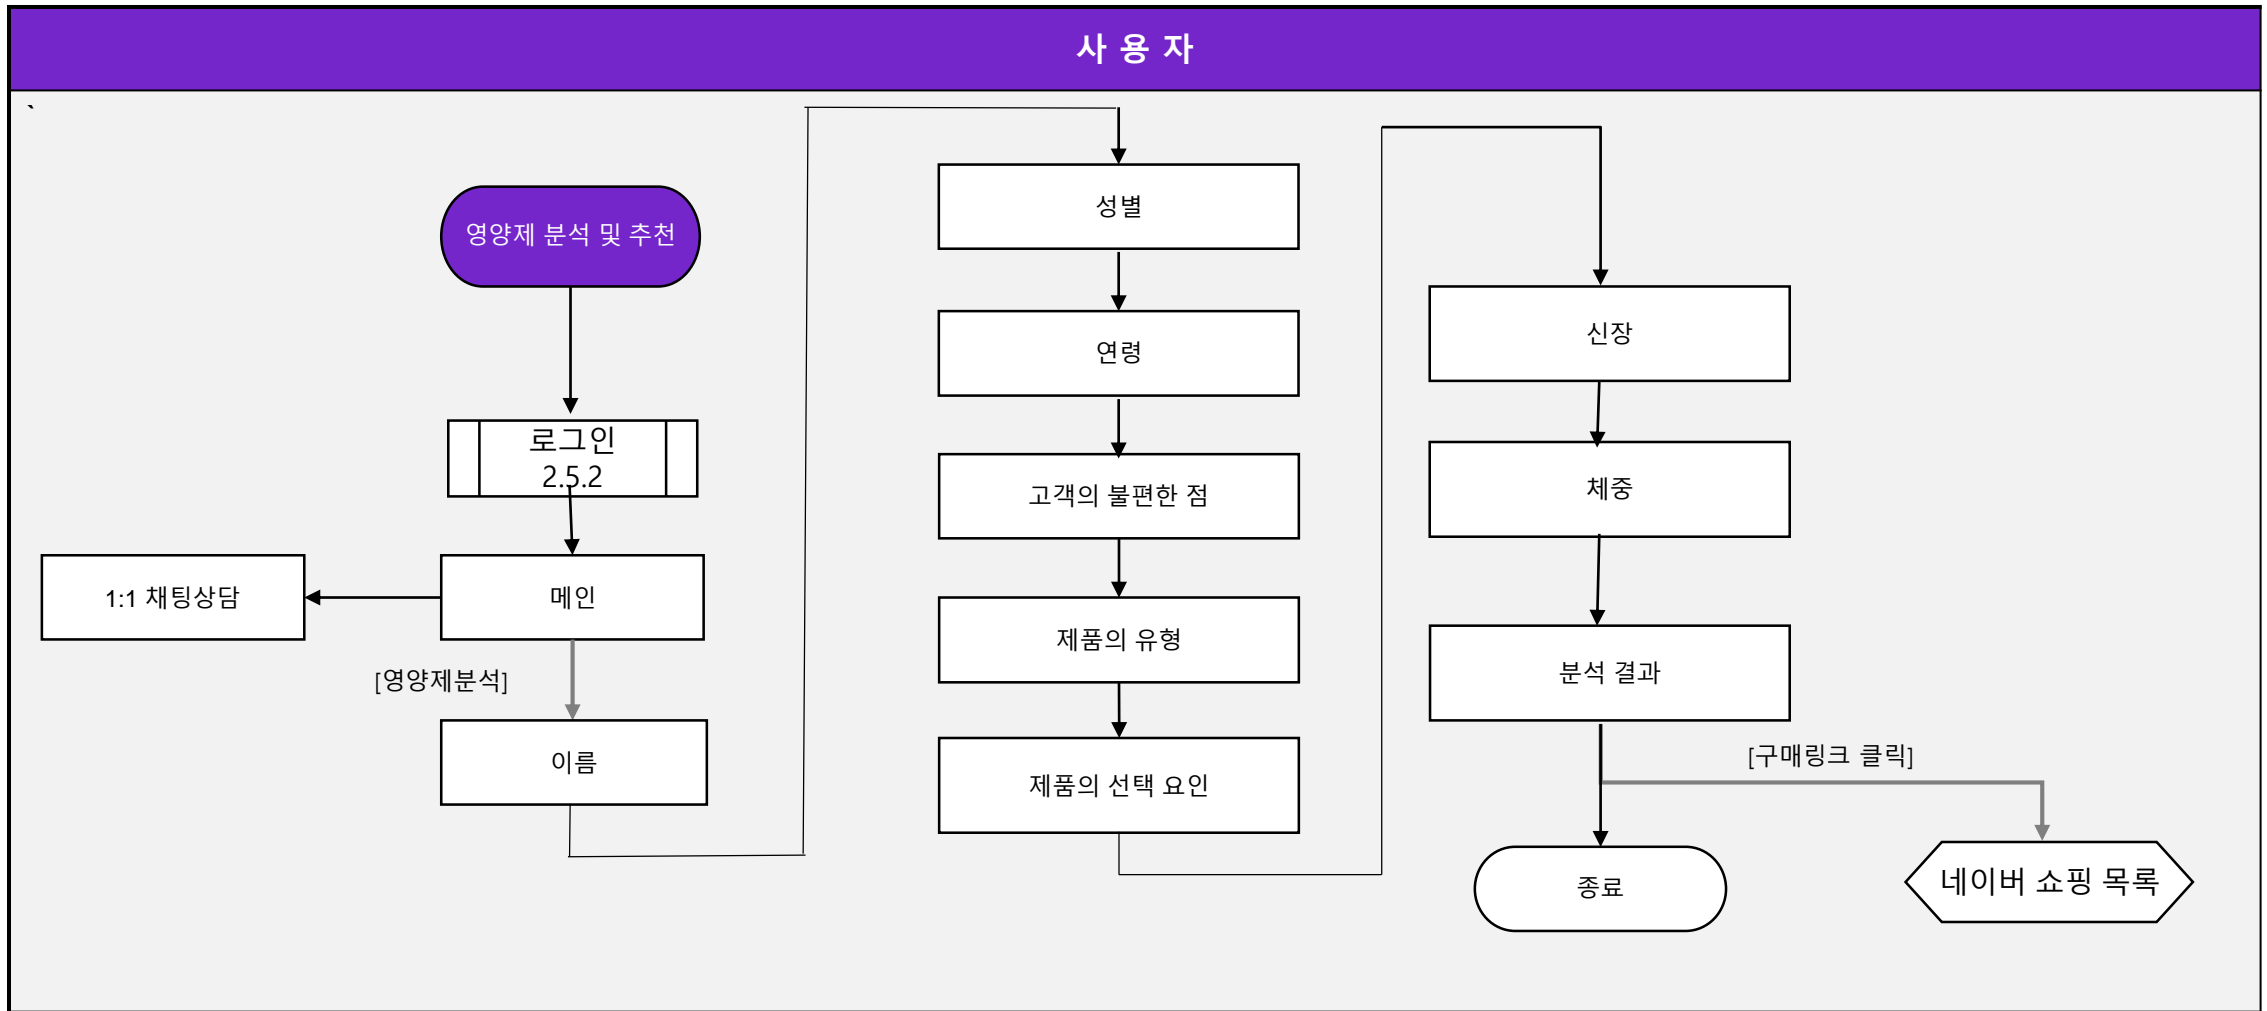 사 용 자
`
영양제 분석 및 추천
로그인
2.5.2
1:1 채팅상담
메인
[영양제분석]
이름
성별
연령
고객의 불편한 점
제품의 유형
제품의 선택 요인
신장
체중
분석 결과
[구매링크 클릭]
종료
네이버 쇼핑 목록